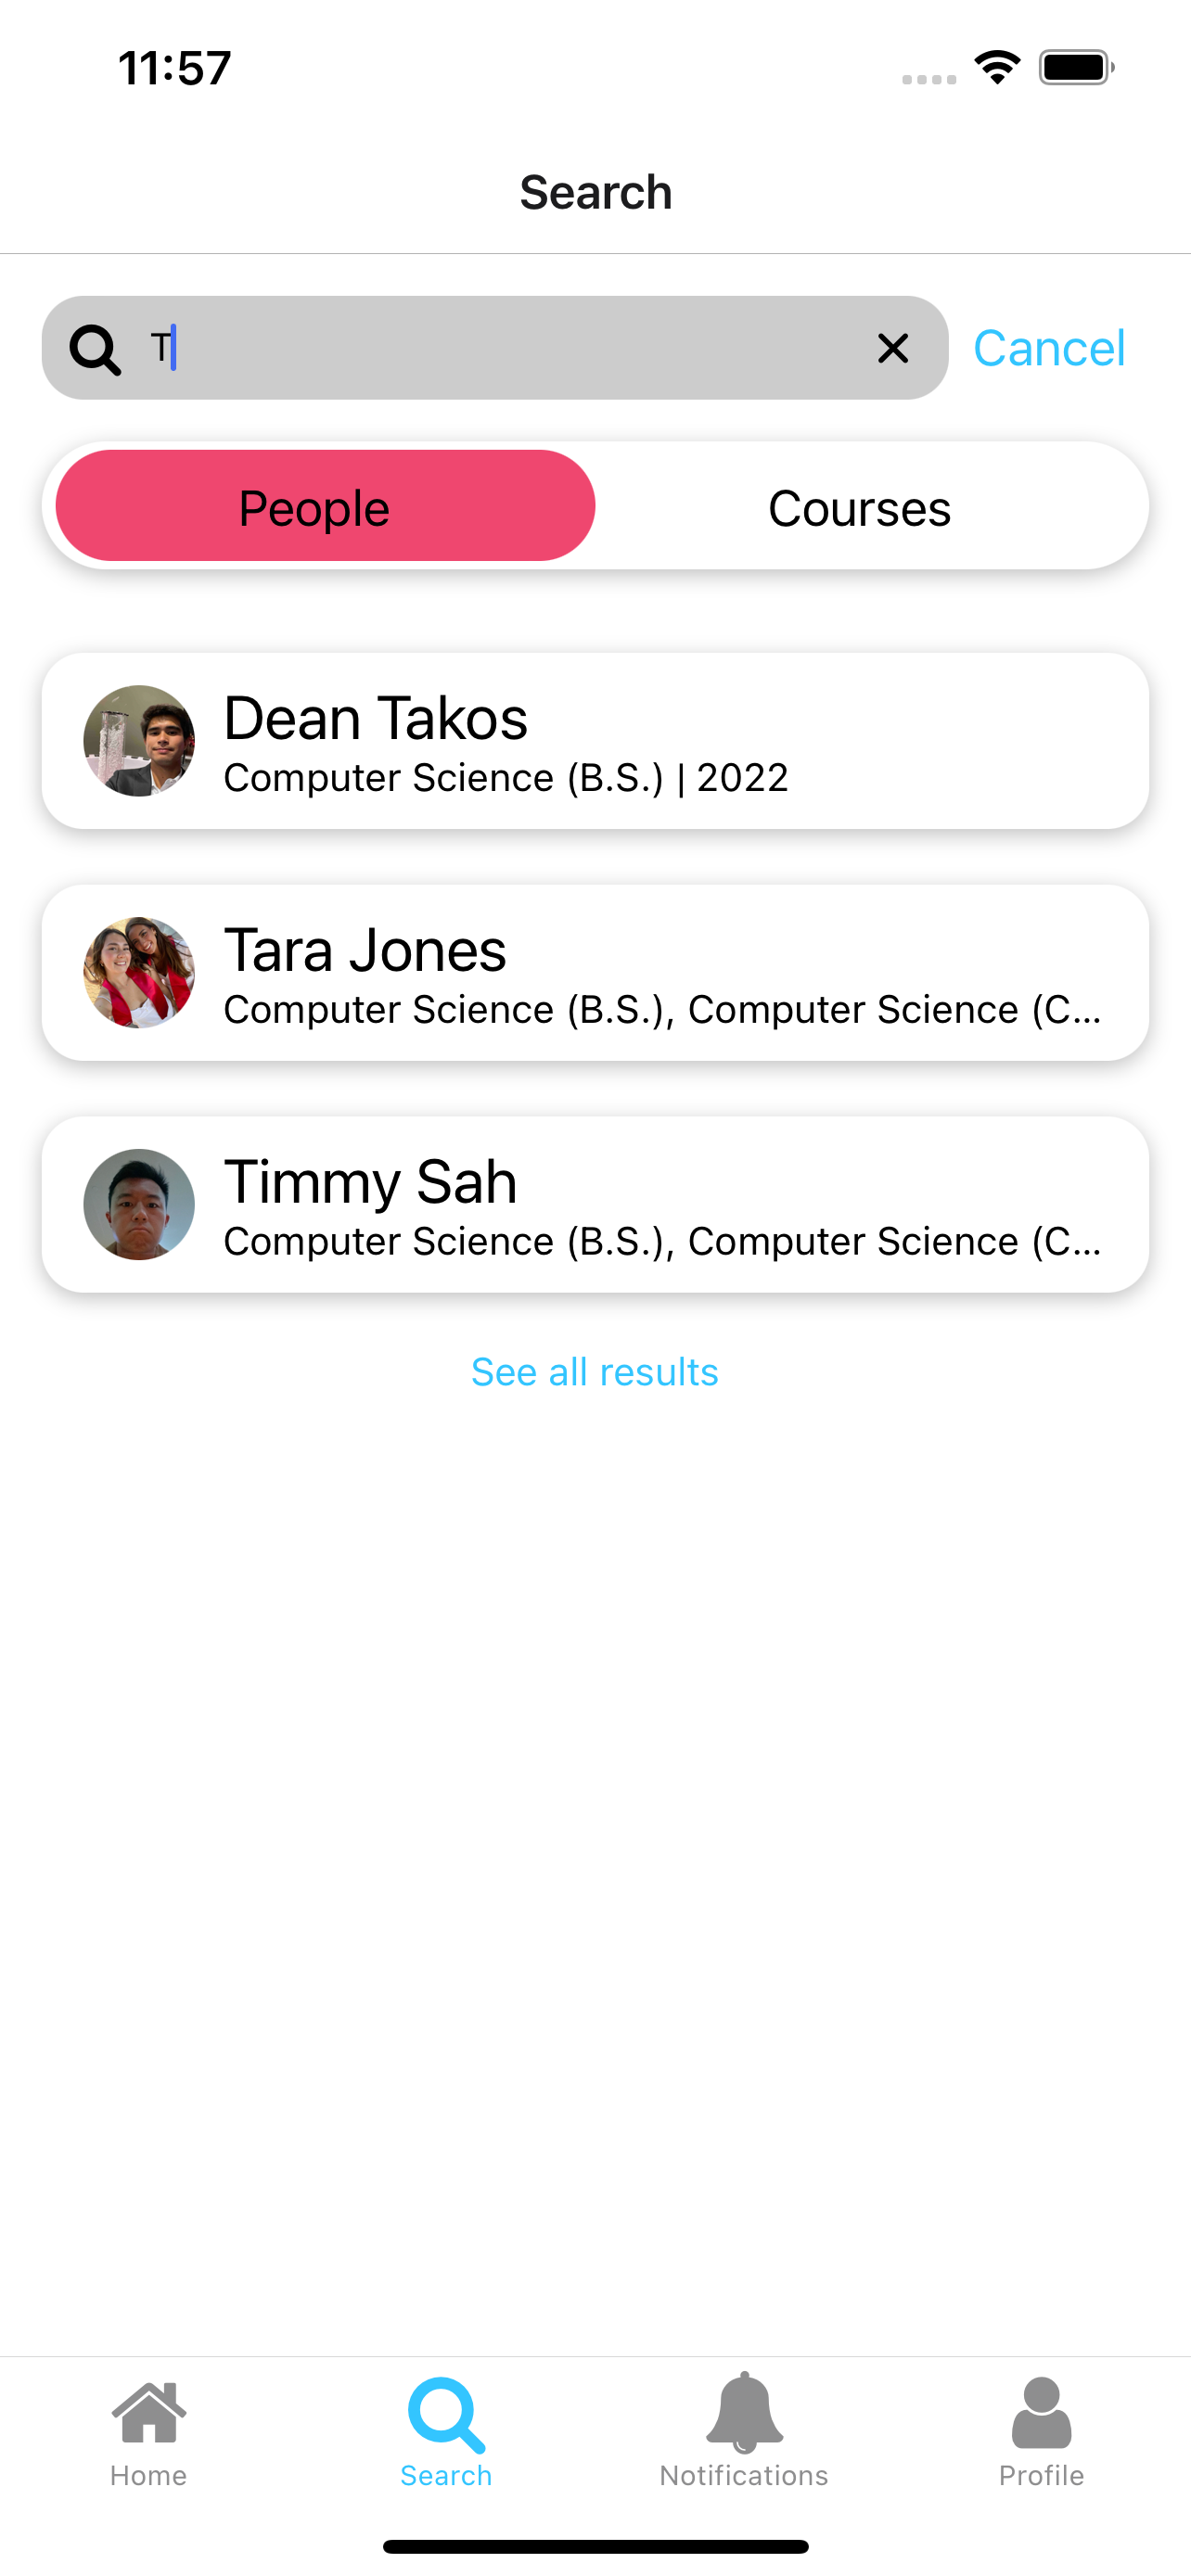 11:57
Search
T
Cancel
People
Courses
Dean Takos
Computer Science (B.S.) | 2022
Tara Jones
Computer Science (B.S.), Computer Science (C...
Timmy Sah
Computer Science (B.S.), Computer Science (C...
See all results
Home
Search
Notifications
Profile